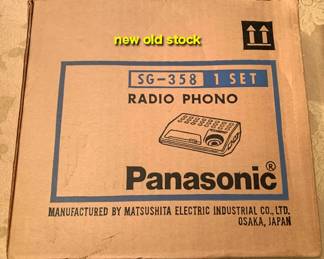 new old stock
SG-358 1 SET
RADIO PHONO
Panasonic®
MANUFACTURED BY MATSUSHITA ELECTRIC INDUSTRIAL CO., LTD.
OSAKA, JAPAN